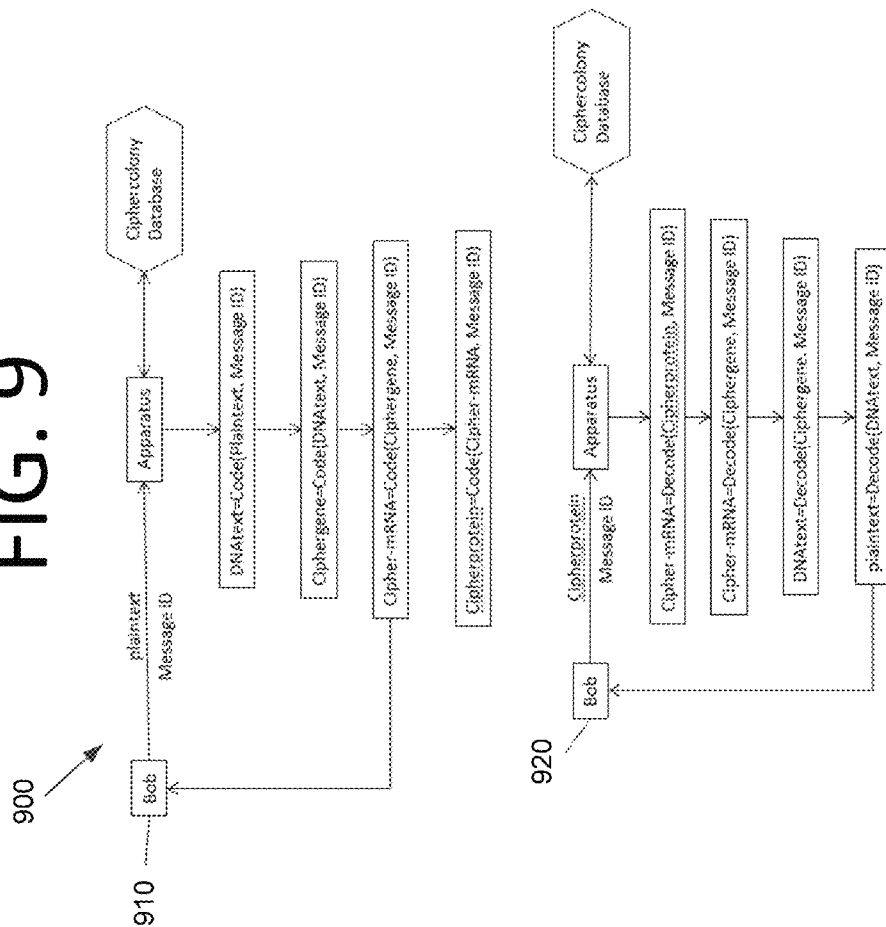 FIG. 9
900
910
Bob
plaintext
Message ID
Apparatus
Ciphercolony
Database
DNAtext=Code(Plaintext, Message ID)
Ciphergene=Code(DNAtext, Message ID)
Cipher-mRNA=Code(Ciphergene, Message ID)
Cipherprotein=Code(Cipher-mRNA, Message ID)
920
Bob
Cipherprotein
Message ID
Apparatus
Ciphercolony
Database
Cipher-mRNA=Decode(Cipherprotein, Message ID)
Cipher-mRNA=Decode(Ciphergene, Message ID)
DNAtext=Decode(Ciphergene, Message ID)
plaintext=Decode(DNAtext, Message ID)